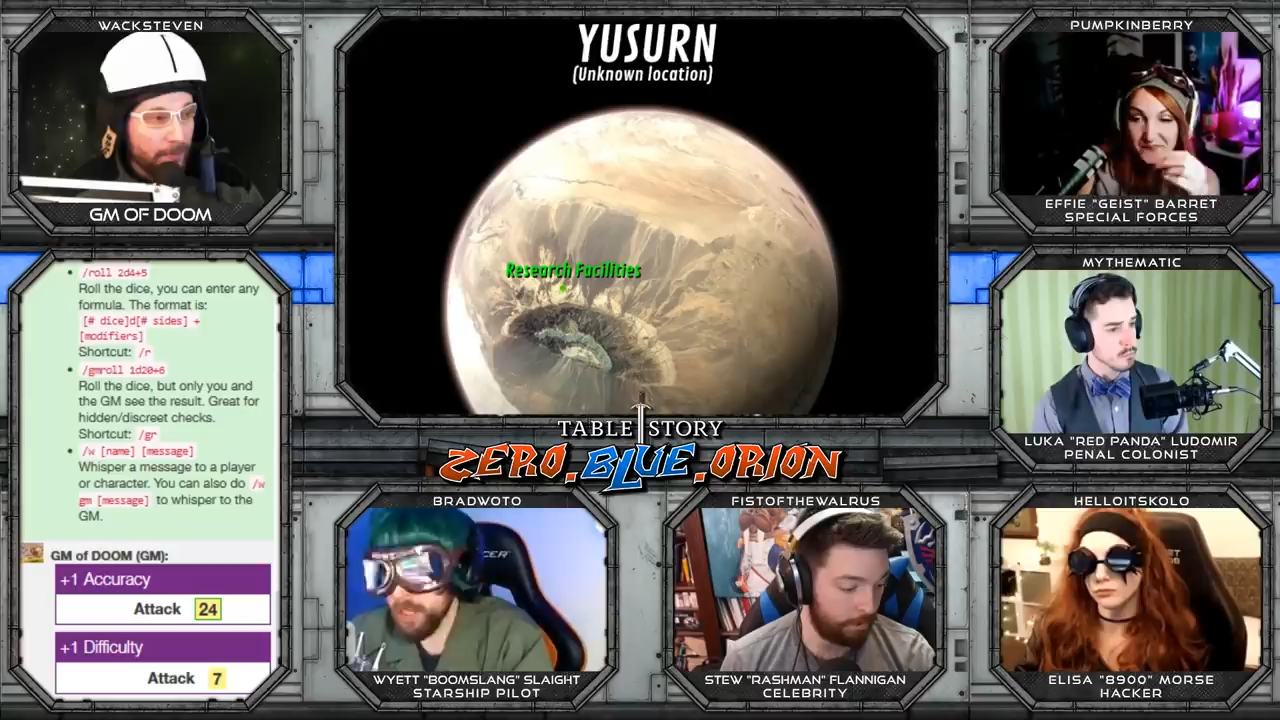 WACKSTEVEN
GM OF DOOM
YUSURN
(Unknown location)
Research Facilities
PUMPKINBERRY
EFFIE "GEIST" BARRET
SPECIAL FORCES
/roll 2d4+5
Roll the dice, you can enter any
formula. The format is:
[# dice]d[# sides] +
[modifiers]
Shortcut: /r
/gmroll 1d20+6
Roll the dice, but only you and
the GM see the result. Great for
hidden/discreet checks.
Shortcut: /gr
/w [name] [message]
Whisper a message to a player
or character. You can also do /w
gm [message] to whisper to the
GM.
GM of DOOM (GM):
+1 Accuracy
Attack 24
+1 Difficulty
Attack 7
MYTHEMATIC
LUKA "RED PANDA" LUDOMIR
PENAL COLONIST
TABLE STORY
ZERO.BLUE.ORION
BRADWOTO
WYETT "BOOMSLANG" SLAIGHT
STARSHIP PILOT
FISTOFTHEWALRUS
STEW "RASHMAN" FLANNIGAN
CELEBRITY
HELLOITSKOLO
ELISA "8900" MORSE
HACKER